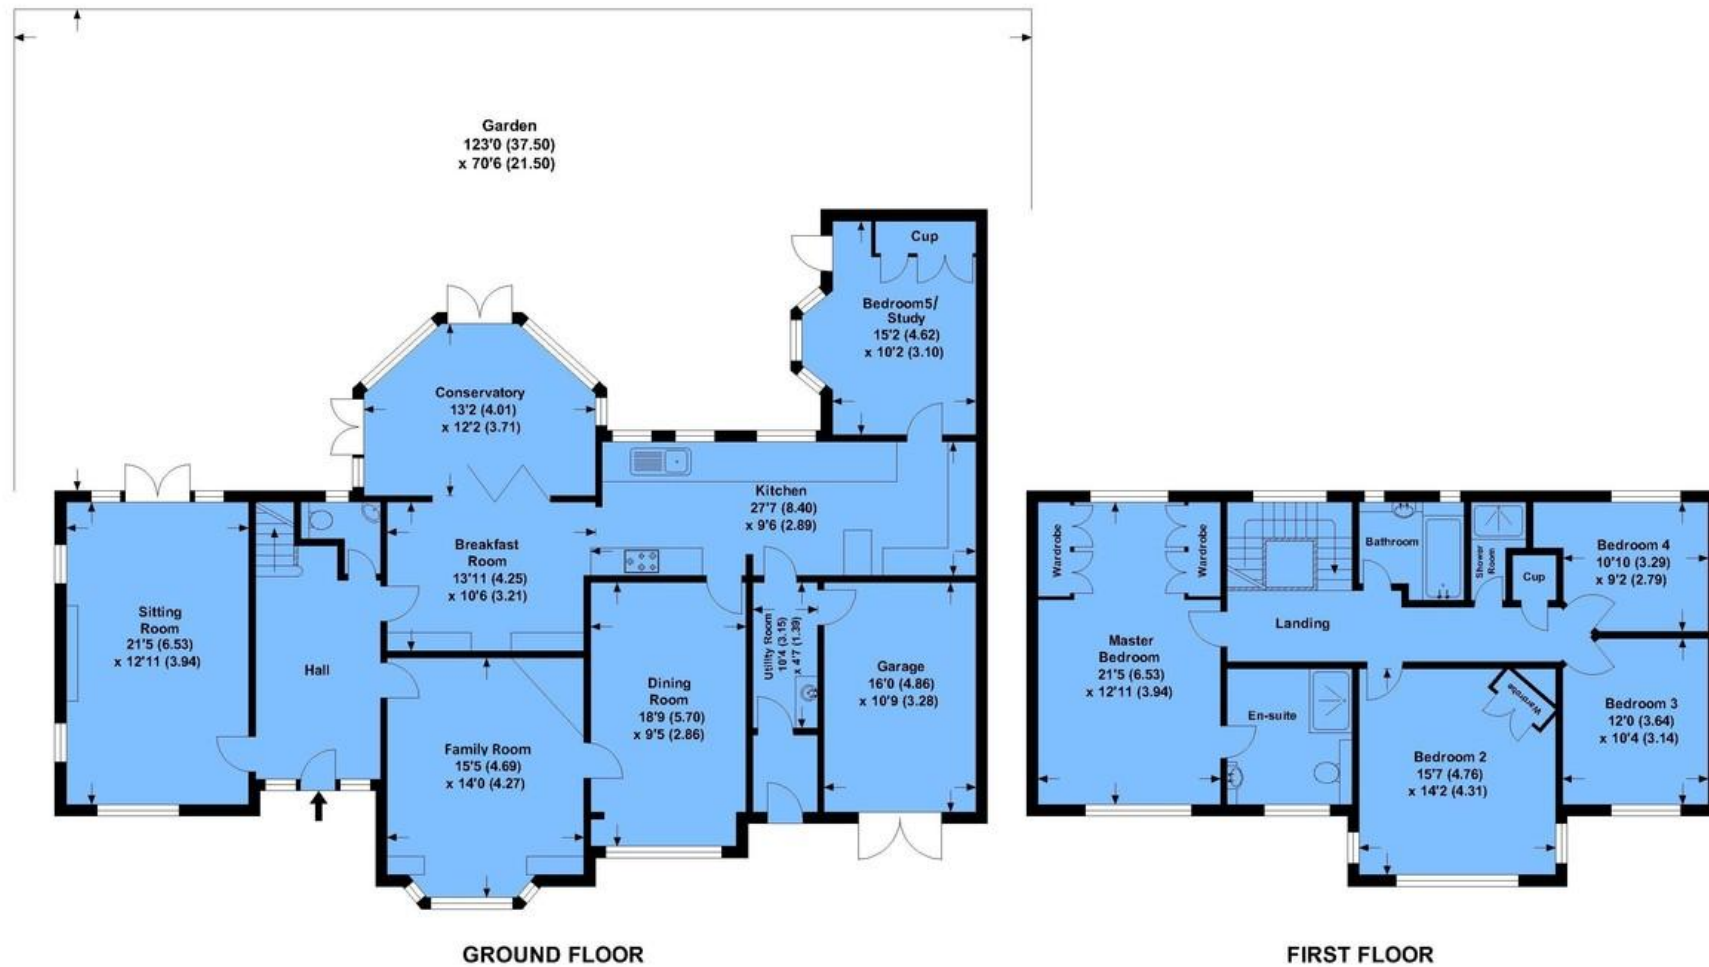 Garden
123'0 (37.50)
x 70'6 (21.50)
Cup
Bedroom5/
Study
15'2 (4.62)
x 10'2 (3.10)
Conservatory
13'2 (4.01)
x 12'2 (3.71)
Kitchen
27'7 (8.40)
x 9'6 (2.89)
Breakfast
Room
13'11 (4.25)
x 10'6 (3.21)
Sitting
Room
21'5 (6.53)
x 12'11 (3.94)
Hall
Family Room
15'5 (4.69)
x 14'0 (4.27)
Dining
Room
18'9 (5.70)
x 9'5 (2.86)
Utility Room
10'4 (3.15)
x 4'7 (1.39)
Garage
16'0 (4.86)
x 10'9 (3.28)
GROUND FLOOR
Wardrobe
Wardrobe
Bathroom
Shower
Room
Cup
Bedroom 4
10'10 (3.29)
x 9'2 (2.79)
Landing
Master
Bedroom
21'5 (6.53)
x 12'11 (3.94)
En-suite
Wardrobe
Bedroom 2
15'7 (4.76)
x 14'2 (4.31)
Bedroom 3
12'0 (3.64)
x 10'4 (3.14)
FIRST FLOOR